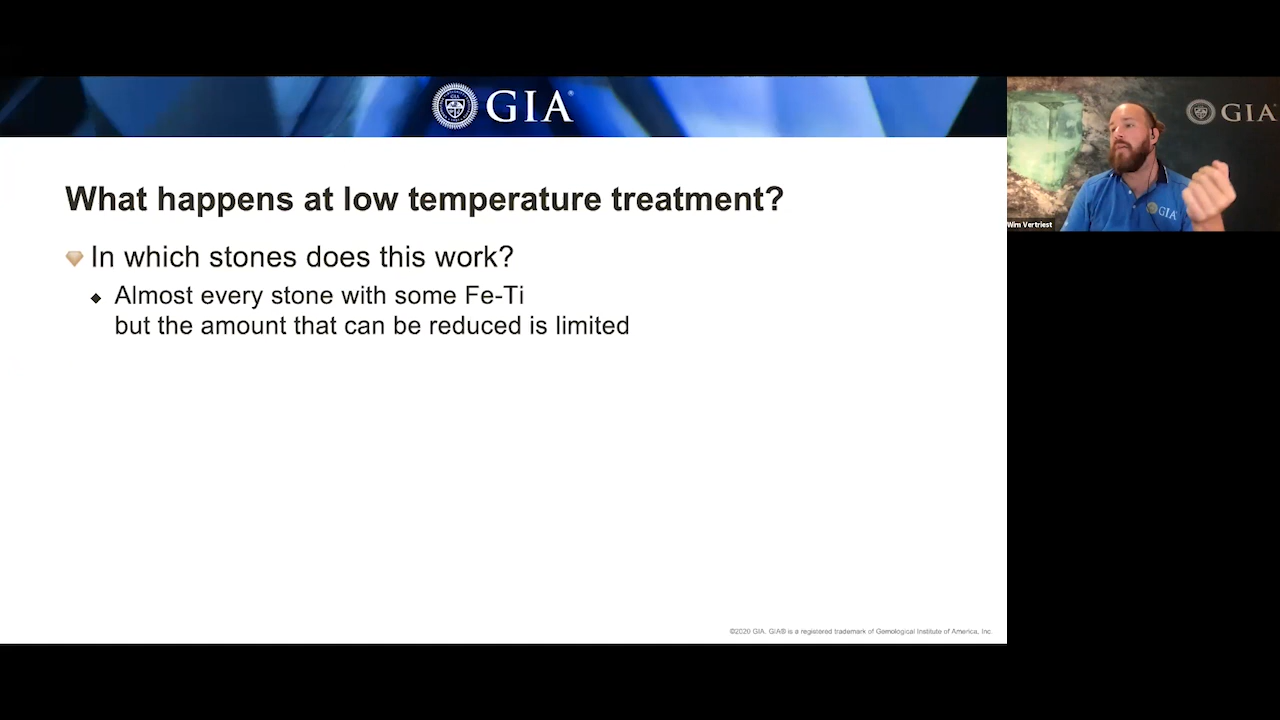 GIA®
What happens at low temperature treatment?
In which stones does this work?
Almost every stone with some Fe-Ti
but the amount that can be reduced is limited
©2020 GIA. GIA® is a registered trademark of Gemological Institute of America, Inc
GIA
GIA
Wim Vertriest